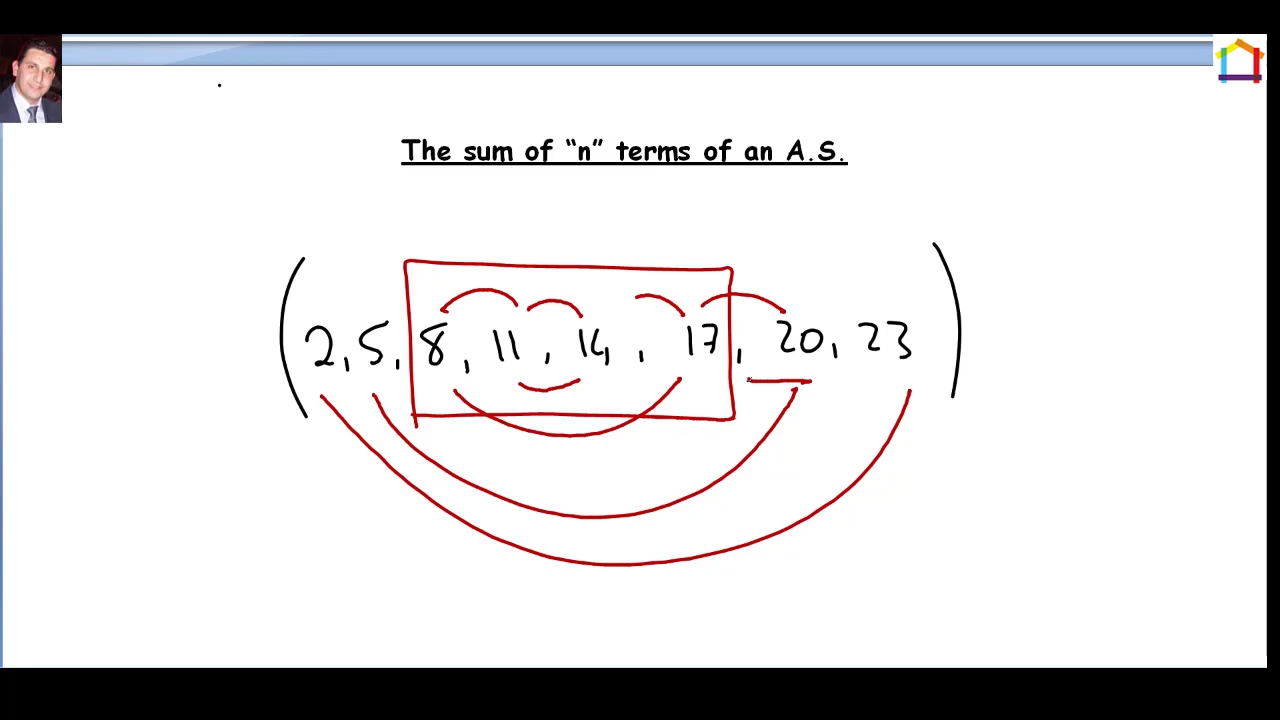 The sum of “n” terms of an A.S.
(2, 5, 8, 11, 14, , 17, 20, 23)